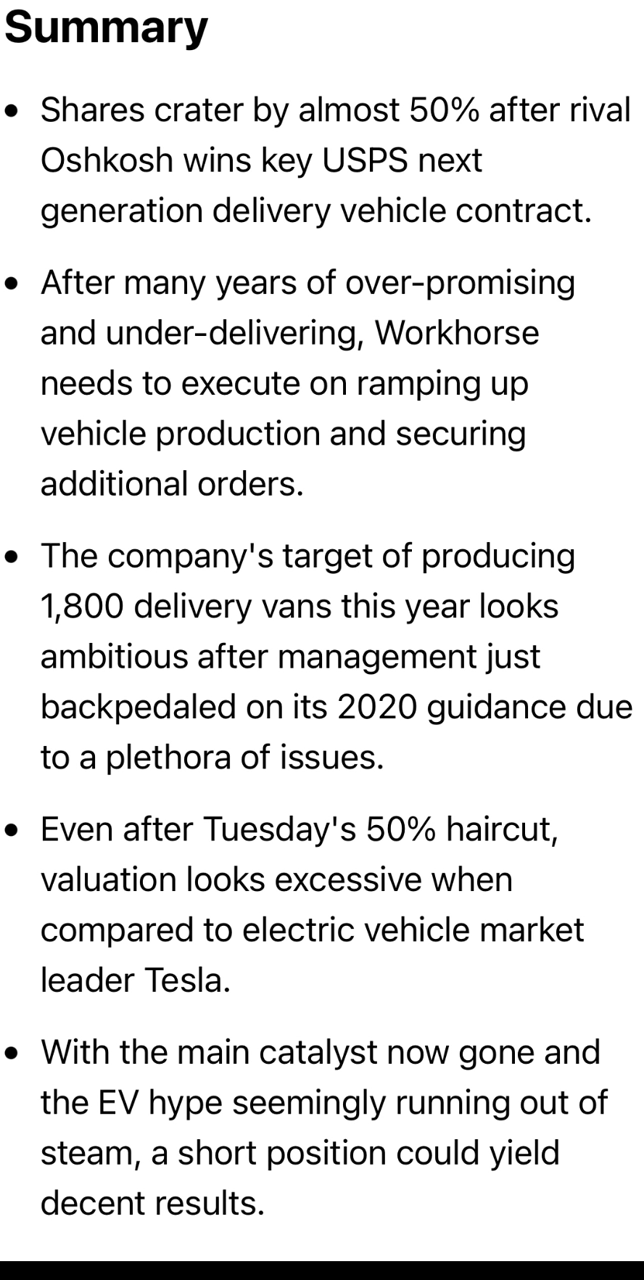 Summary
• Shares crater by almost 50% after rival
Oshkosh wins key USPS next
generation delivery vehicle contract.
• After many years of over-promising
and under-delivering, Workhorse
needs to execute on ramping up
vehicle production and securing
additional orders.
• The company's target of producing
1,800 delivery vans this year looks
ambitious after management just
backpedaled on its 2020 guidance due
to a plethora of issues.
• Even after Tuesday's 50% haircut,
valuation looks excessive when
compared to electric vehicle market
leader Tesla.
• With the main catalyst now gone and
the EV hype seemingly running out of
steam, a short position could yield
decent results.